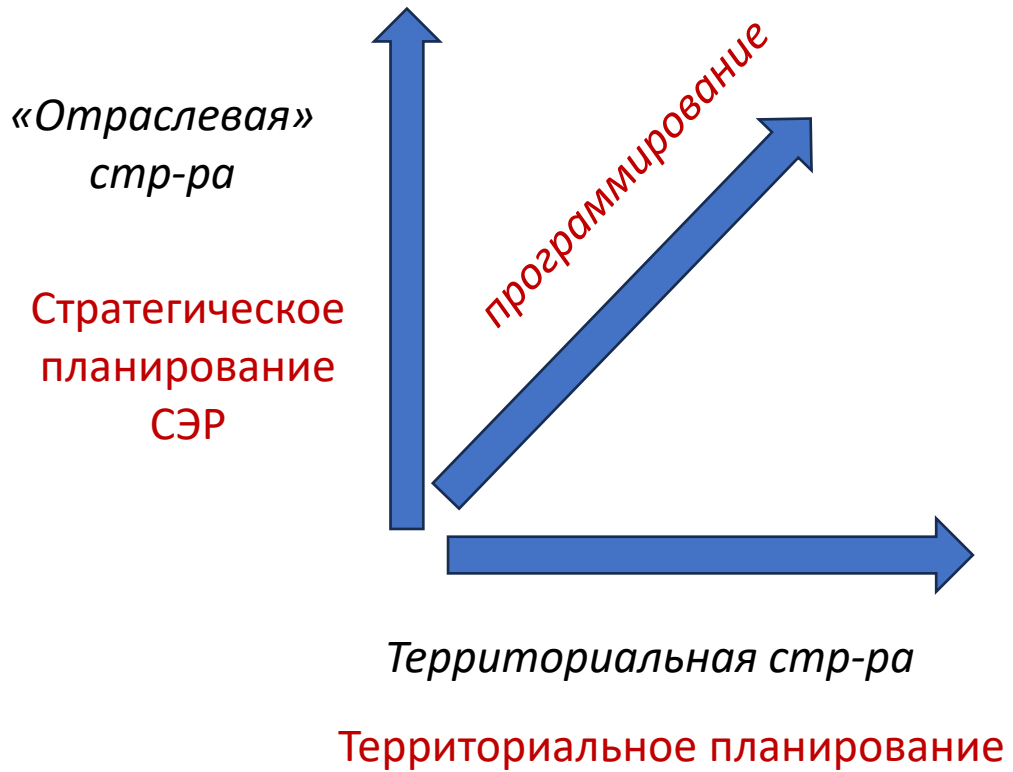 «Отраслевая»
стр-ра
программирование
Стратегическое
планирование
СЭР
Территориальная стр-ра
Территориальное планирование